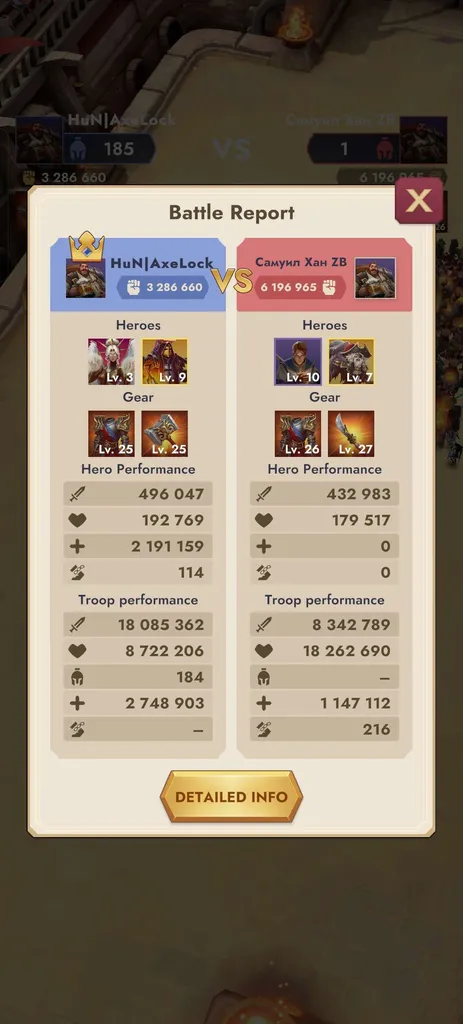 HuN|AxeLock
Самуил Хан ZB
185
VS
1
3 286 660
6 196 965
Battle Report
X
HuN|AxeLock
VS
Самуил Хан ZB
3 286 660
6 196 965
Heroes
Heroes
Lv. 3
Lv. 9
Lv. 10
Lv. 7
Gear
Gear
Lv. 25
Lv. 25
Lv. 26
Lv. 27
Hero Performance
Hero Performance
496 047
432 983
192 769
179 517
2 191 159
0
114
0
Troop performance
Troop performance
18 085 362
8 342 789
8 722 206
18 262 690
184
–
2 748 903
1 147 112
–
216
DETAILED INFO